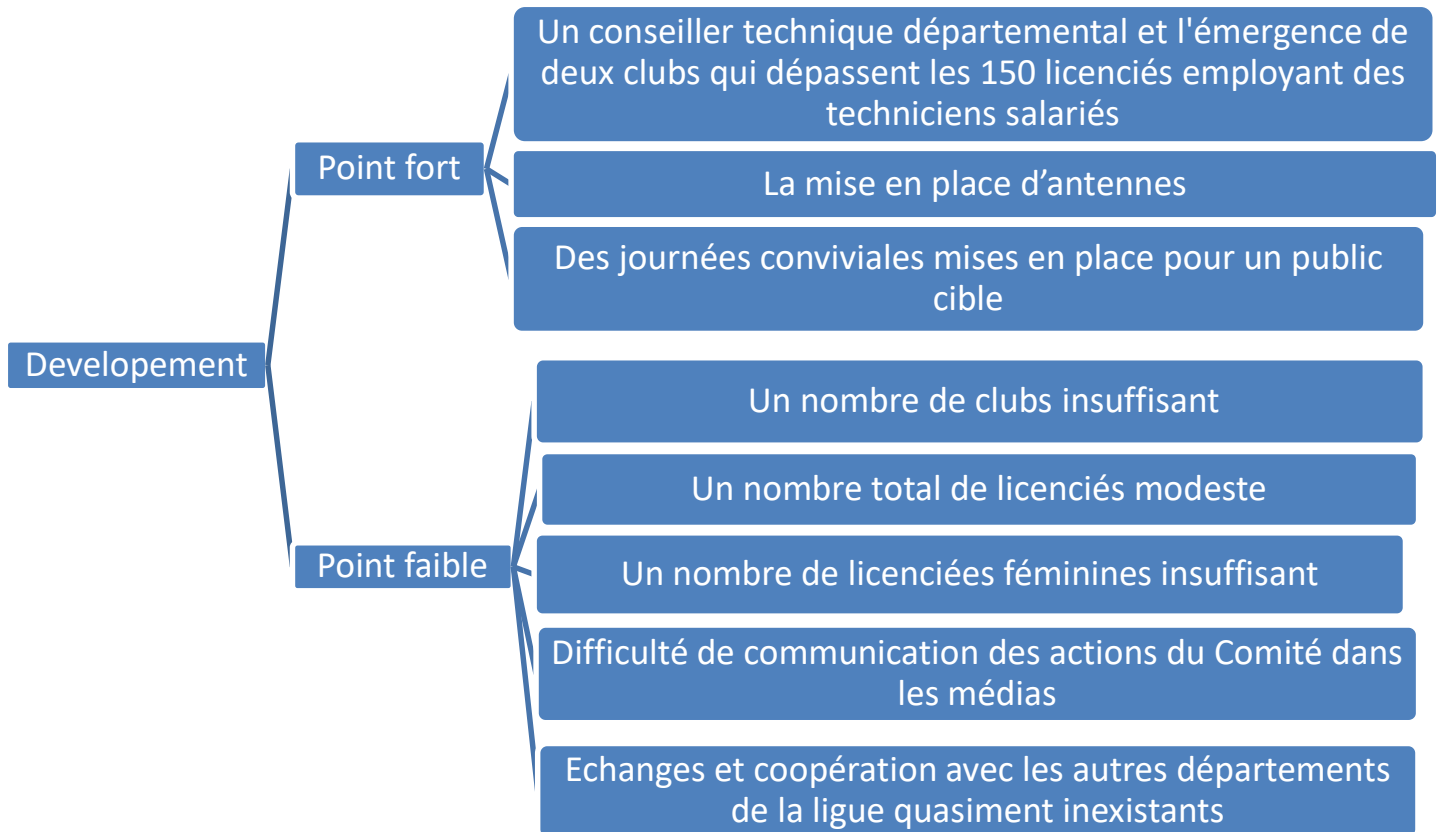 Un conseiller technique départemental et l'émergence de
deux clubs qui dépassent les 150 licenciés employant des
techniciens salariés
Point fort
La mise en place d’antennes
Des journées conviviales mises en place pour un public
cible
Developement
Un nombre de clubs insuffisant
Un nombre total de licenciés modeste
Point faible
Un nombre de licenciées féminines insuffisant
Difficulté de communication des actions du Comité dans
les médias
Echanges et coopération avec les autres départements
de la ligue quasiment inexistants